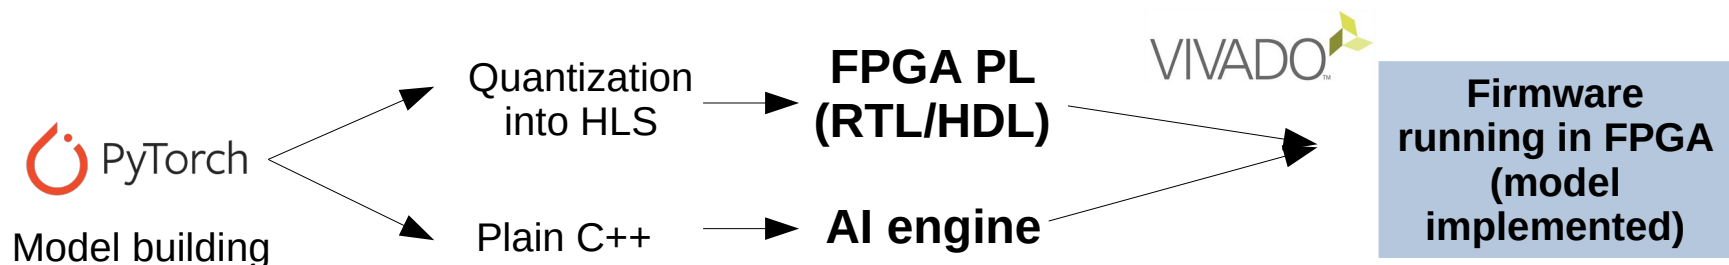 PyTorch
Model building
Quantization
into HLS
Plain C++
FPGA PL
(RTL/HDL)
AI engine
VIVADO™
Firmware
running in FPGA
(model
implemented)